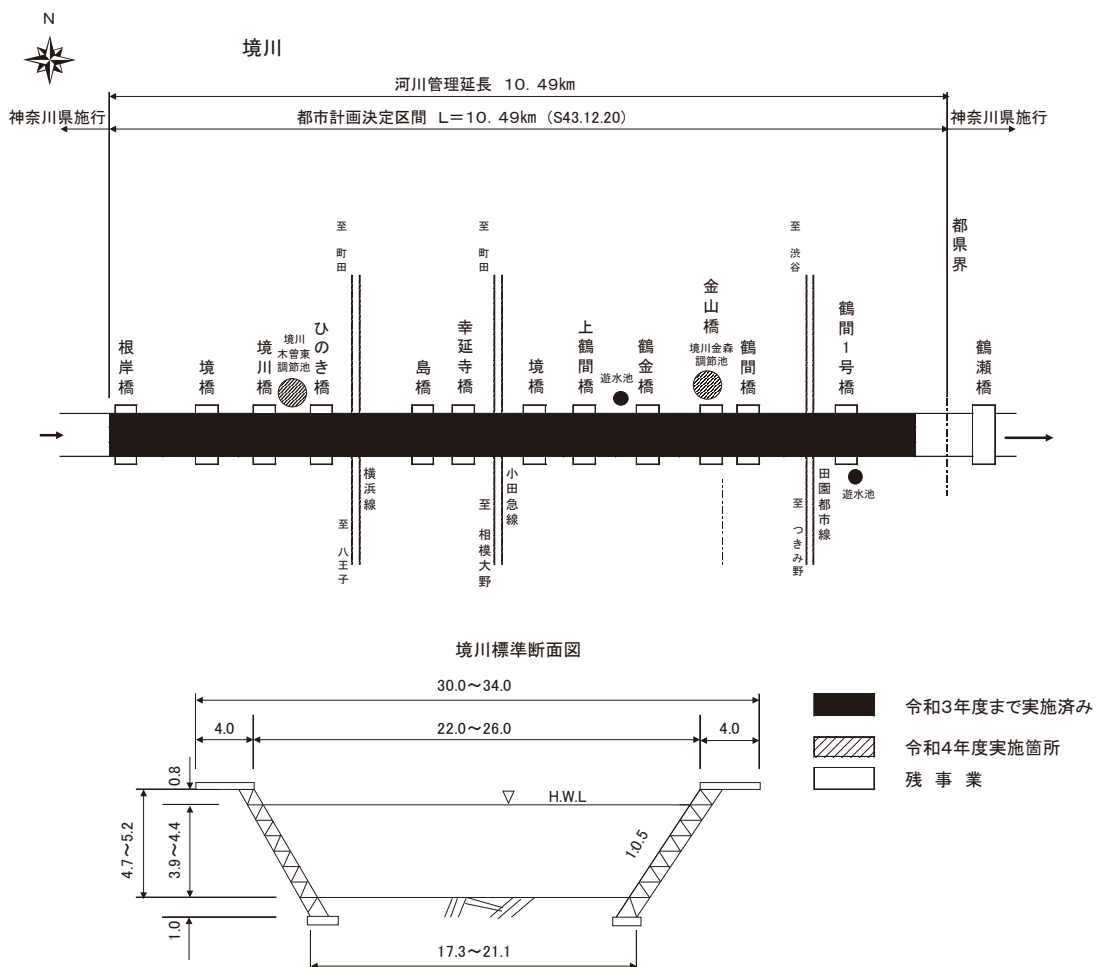 N
境川
河川管理延長 10.49km
神奈川県施行
都市計画決定区間 L=10.49km (S43.12.20)
神奈川県施行
至 町田
至 町田
至 渋谷
都県界
根岸橋
境橋
境川橋
境川木曽東調節池
ひのき橋
島橋
幸延寺橋
境橋
上鶴間橋
遊水池
鶴金橋
金山橋
境川金森調節池
鶴間橋
鶴間1号橋
鶴瀬橋
横浜線
至 八王子
小田急線
至 相模大野
田園都市線
至 つきみ野
遊水池
境川標準断面図
30.0~34.0
4.0
22.0~26.0
4.0
0.8
H.W.L
4.7~5.2
3.9~4.4
1:0.5
1.0
17.3~21.1
令和3年度まで実施済み
令和4年度実施箇所
残 事 業